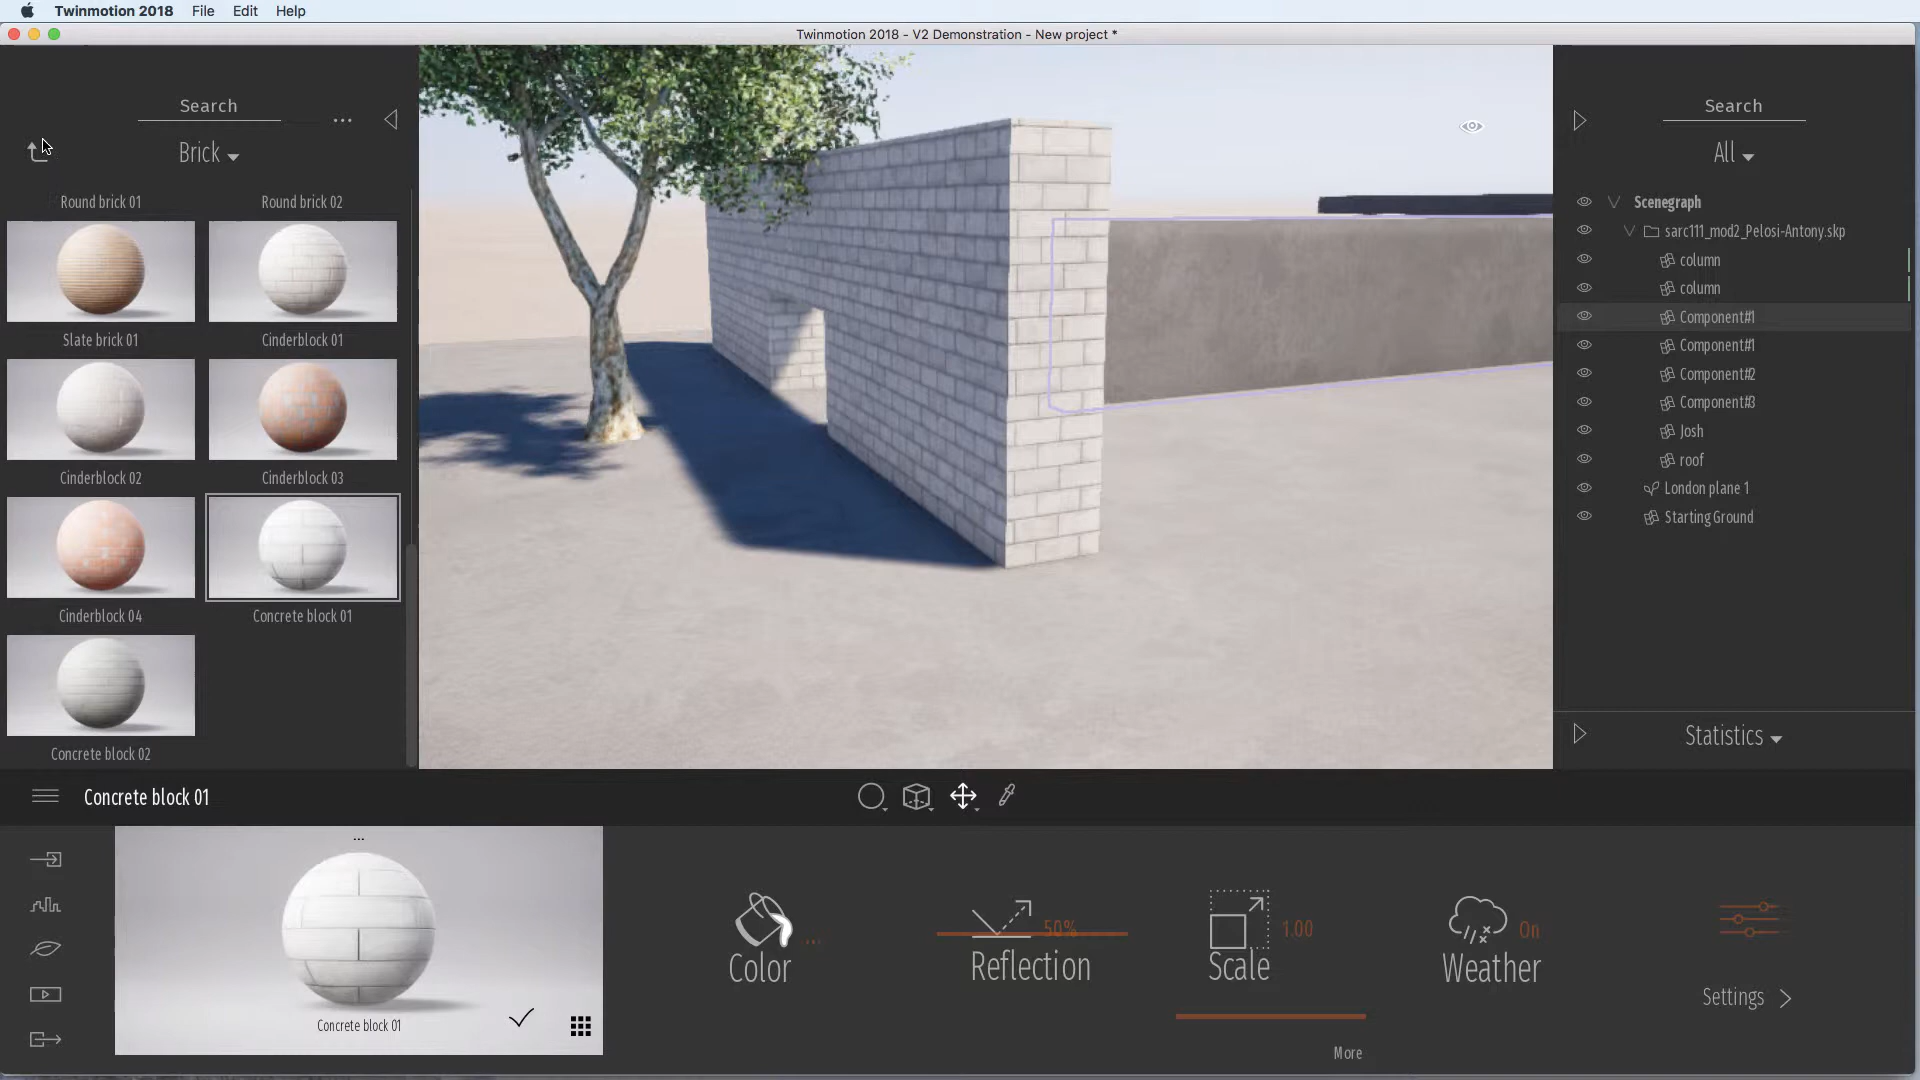 Twinmotion 2018 File Edit Help
Twinmotion 2018 - V2 Demonstration - New project *
Search
...
Brick
Round brick 01
Round brick 02
Slate brick 01
Cinderblock 01
Cinderblock 02
Cinderblock 03
Cinderblock 04
Concrete block 01
Concrete block 02
Search
All
Scenegraph
sarc111_mod2_Pelosi-Antony.skp
column
column
Component#1
Component#1
Component#2
Component#3
Josh
roof
London plane 1
Starting Ground
Statistics
Concrete block 01
...
Concrete block 01
...
Color
50%
Reflection
1.00
Scale
On
Weather
Settings
More